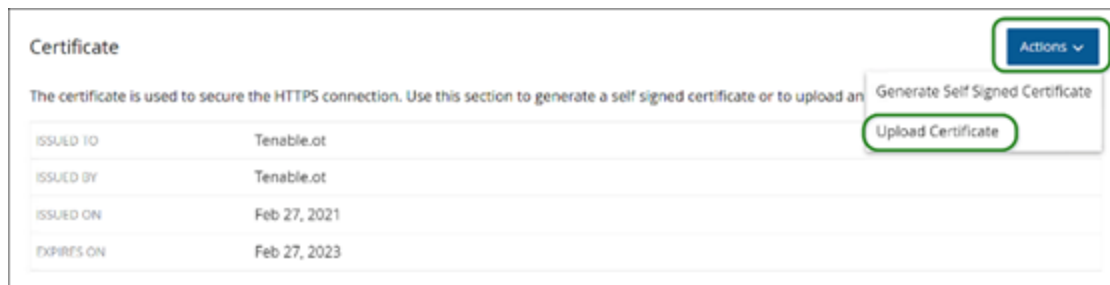 Certificate
Actions
The certificate is used to secure the HTTPS connection. Use this section to generate a self signed certificate or to upload an
Generate Self Signed Certificate
Upload Certificate
ISSUED TO Tenable.ot
ISSUED BY Tenable.ot
ISSUED ON Feb 27, 2021
EXPIRES ON Feb 27, 2023